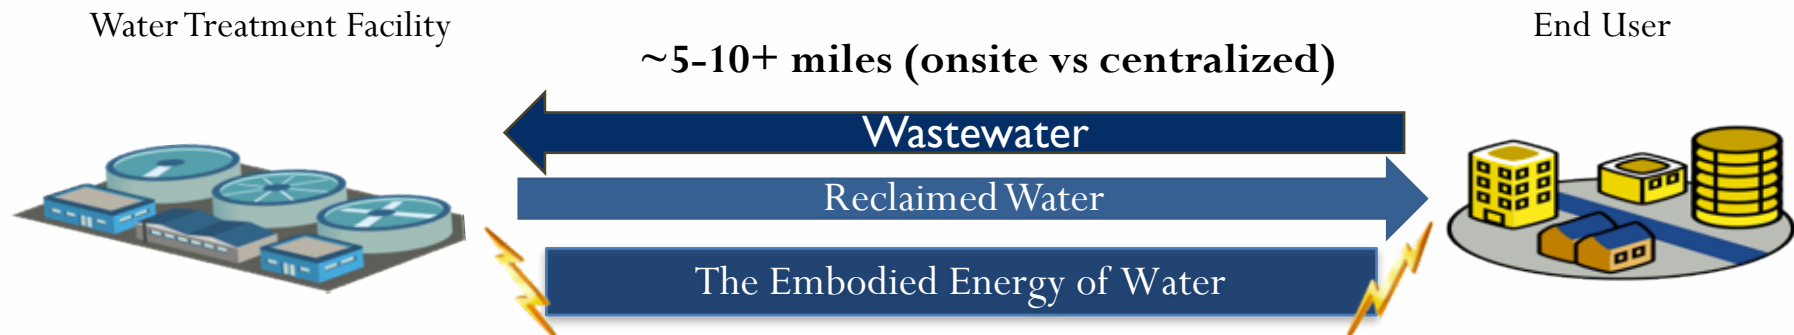 Water Treatment Facility
End User
~5-10+ miles (onsite vs centralized)
Wastewater
Reclaimed Water
The Embodied Energy of Water